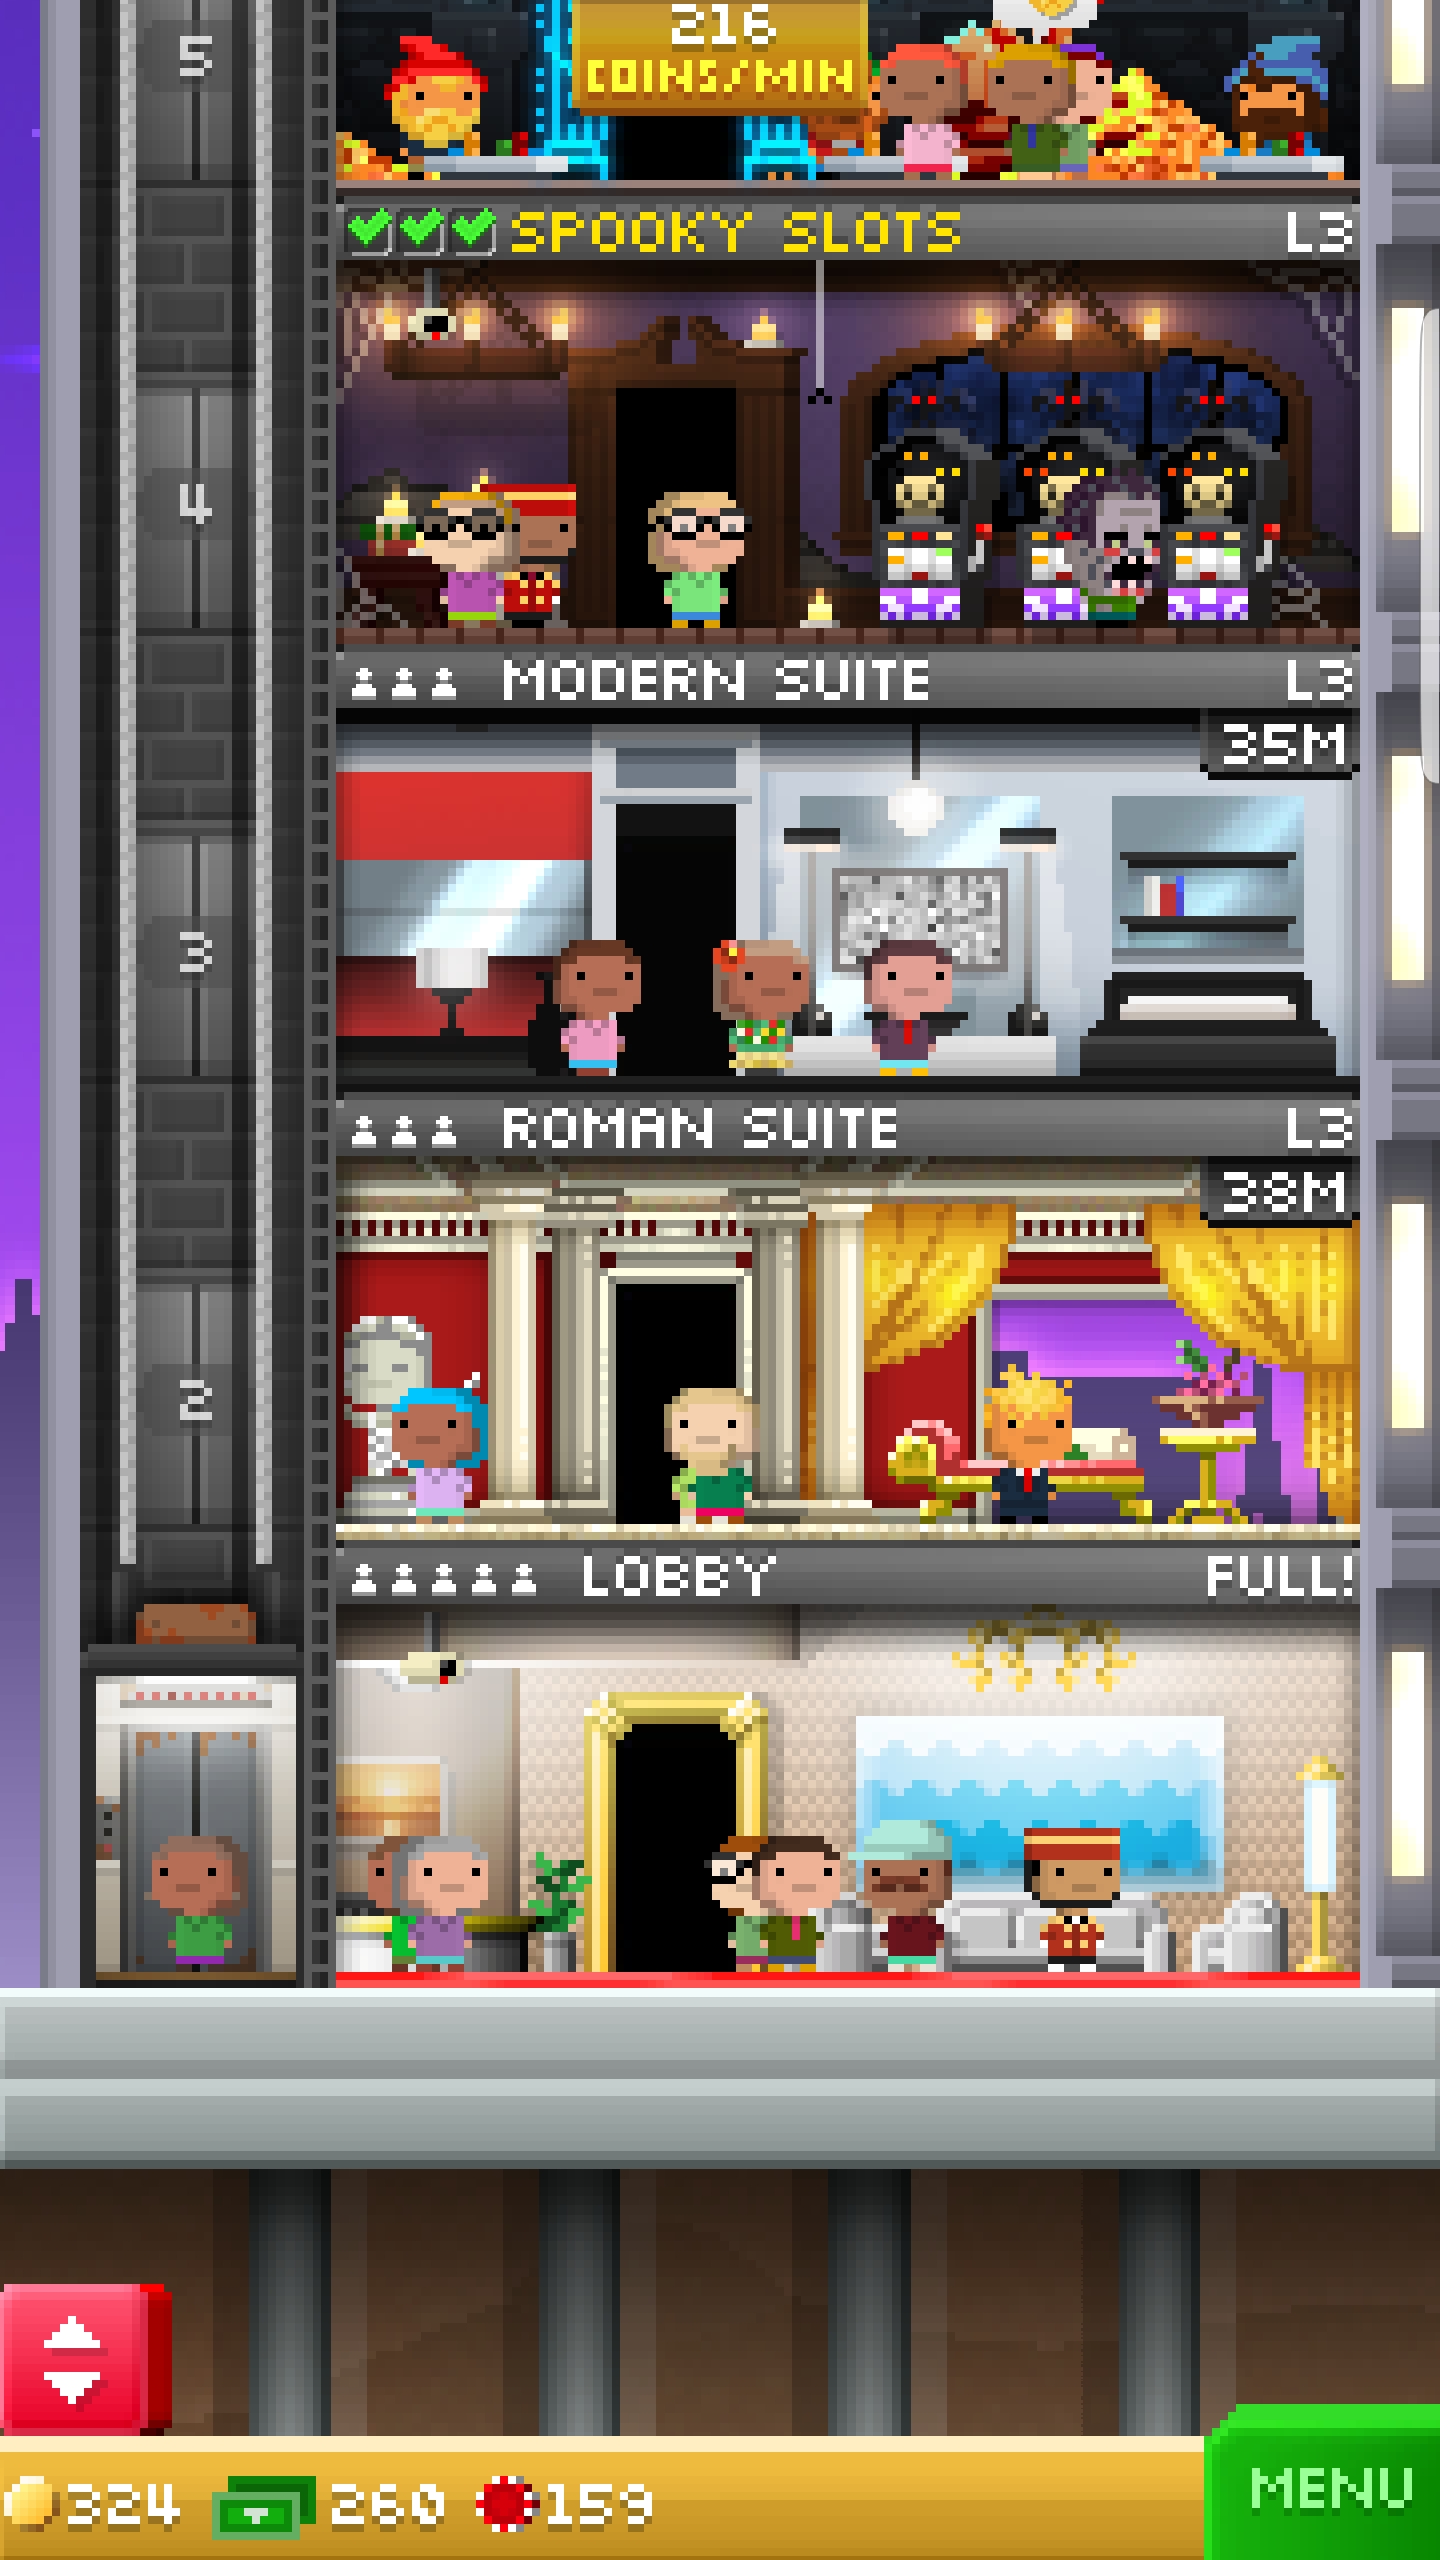 5
216
COINS/MIN
SPOOKY SLOTS L3
4
MODERN SUITE L3
35M
3
ROMAN SUITE L3
38M
2
LOBBY FULL!
324 260 159
MENU